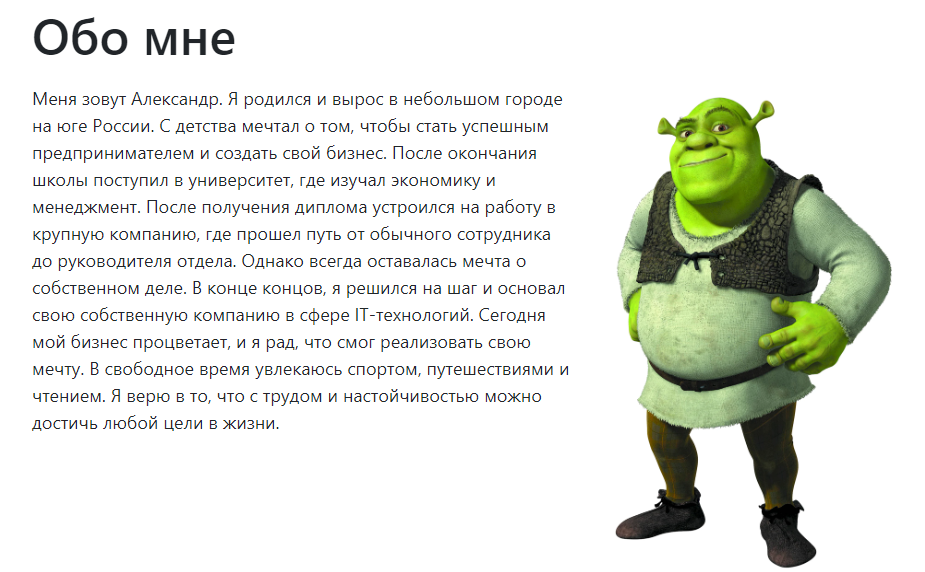 Обо мне
Меня зовут Александр. Я родился и вырос в небольшом городе
на юге России. С детства мечтал о том, чтобы стать успешным
предпринимателем и создать свой бизнес. После окончания
школы поступил в университет, где изучал экономику и
менеджмент. После получения диплома устроился на работу в
крупную компанию, где прошел путь от обычного сотрудника
до руководителя отдела. Однако всегда оставалась мечта о
собственном деле. В конце концов, я решился на шаг и основал
свою собственную компанию в сфере IT-технологий. Сегодня
мой бизнес процветает, и я рад, что смог реализовать свою
мечту. В свободное время увлекаюсь спортом, путешествиями и
чтением. Я верю в то, что с трудом и настойчивостью можно
достичь любой цели в жизни.